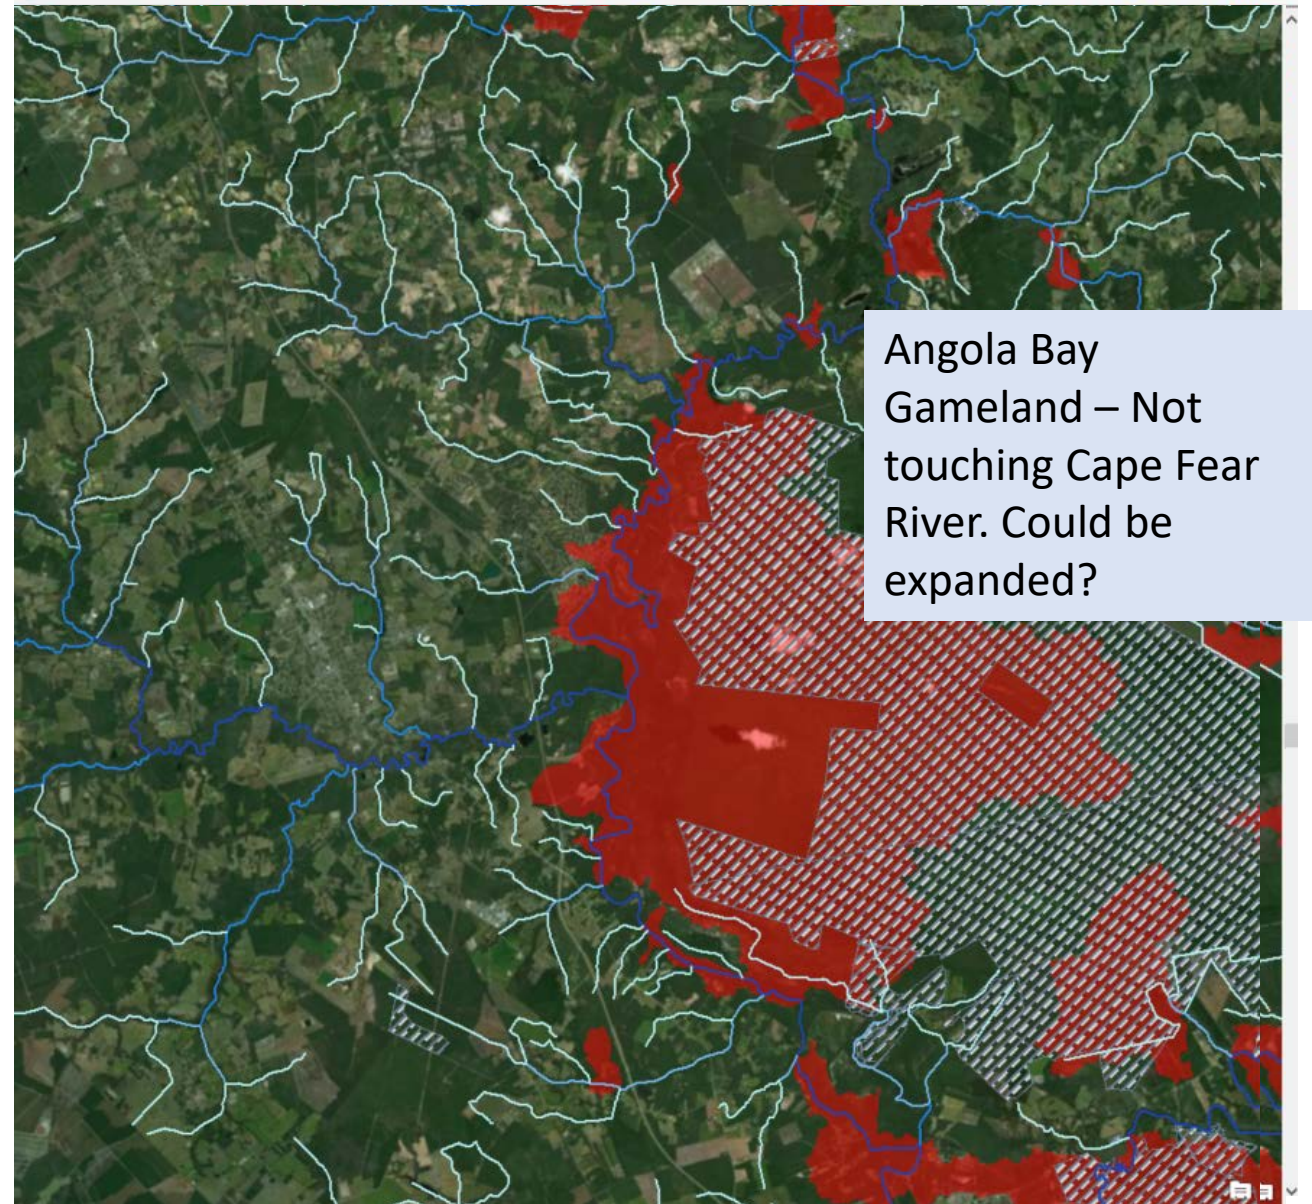 Angola Bay
Gameland – Not
touching Cape Fear
River. Could be
expanded?